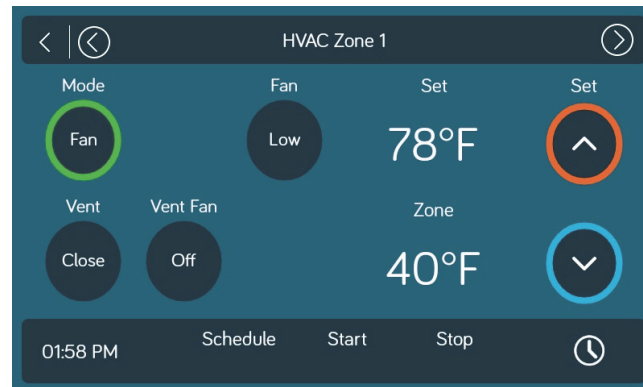 HVAC Zone 1
Mode
Fan
Set
Set
Fan
Low
78°F
Vent
Vent Fan
Zone
Close
Off
40°F
01:58 PM
Schedule
Start
Stop